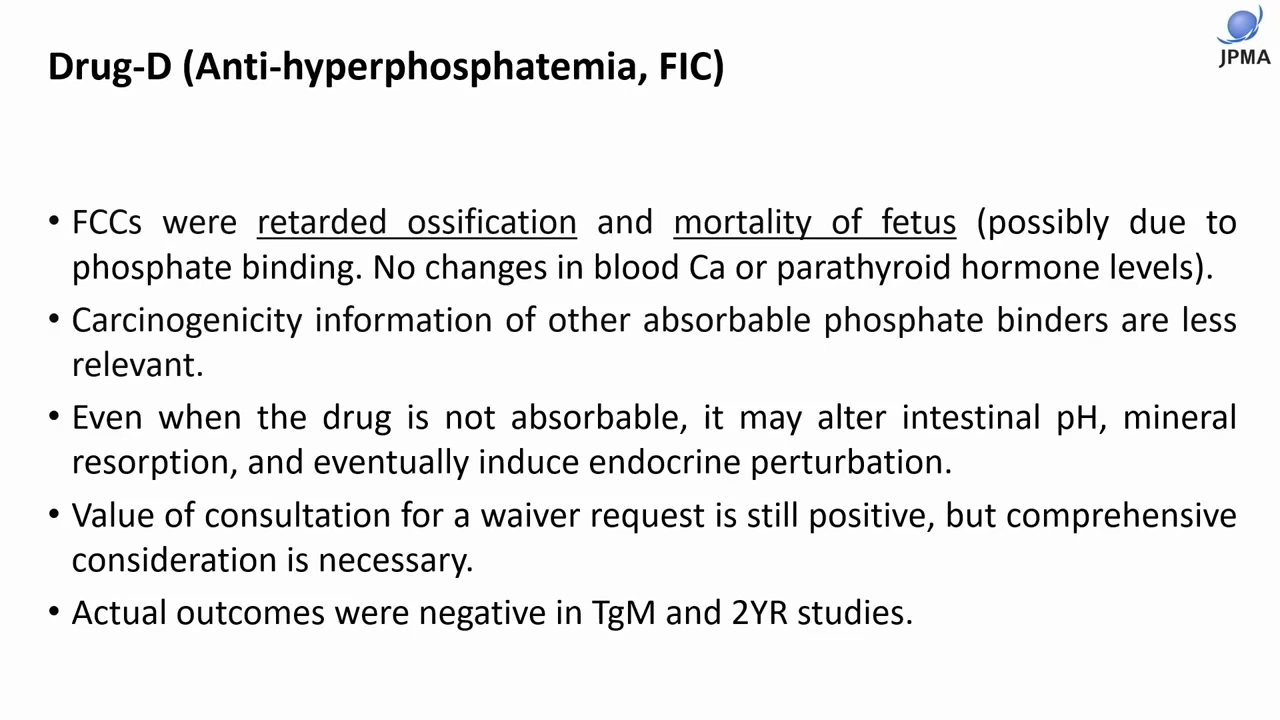 JPMA
Drug-D (Anti-hyperphosphatemia, FIC)
• FCCs were retarded ossification and mortality of fetus (possibly due to
phosphate binding. No changes in blood Ca or parathyroid hormone levels).
• Carcinogenicity information of other absorbable phosphate binders are less
relevant.
• Even when the drug is not absorbable, it may alter intestinal pH, mineral
resorption, and eventually induce endocrine perturbation.
• Value of consultation for a waiver request is still positive, but comprehensive
consideration is necessary.
• Actual outcomes were negative in TgM and 2YR studies.